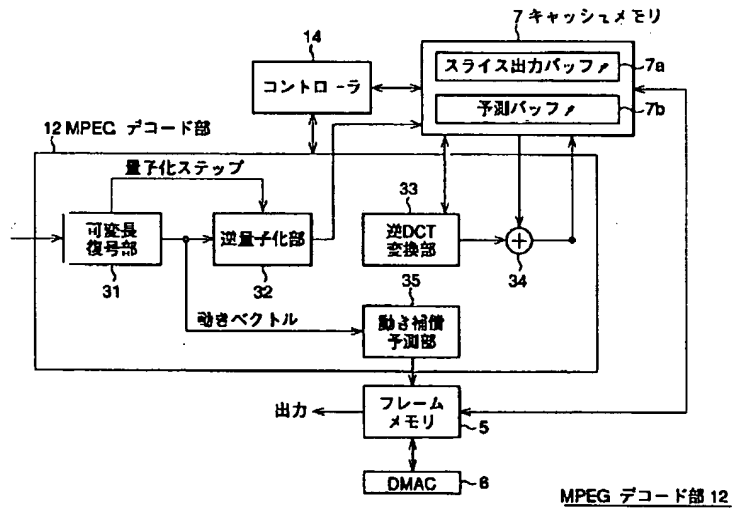 7 キャッシュメモリ
14
スライス出力バッファ
7a
コントローラ
予測バッファ
7b
12 MPEG デコード部
量子化ステップ
33
可変長
復号部
逆量子化部
逆DCT
変換部
31
32
34
35
動きベクトル
動き補償
予測部
出力
フレーム
メモリ
5
DMAC
6
MPEG デコード部 12